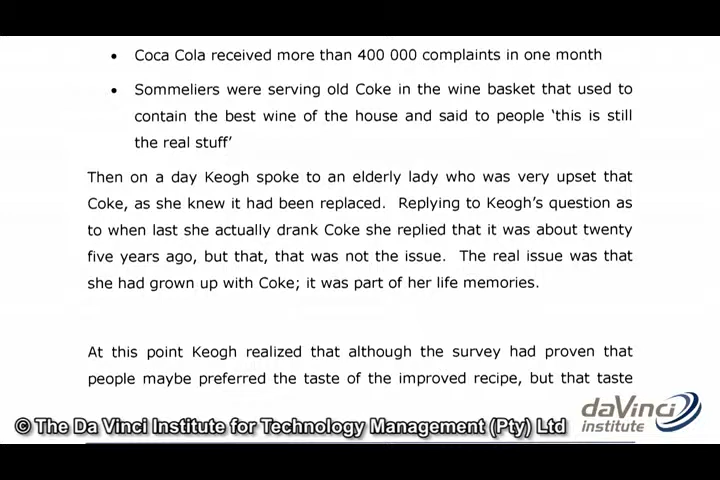 • Coca Cola received more than 400 000 complaints in one month
• Sommeliers were serving old Coke in the wine basket that used to
contain the best wine of the house and said to people ‘this is still
the real stuff’
Then on a day Keogh spoke to an elderly lady who was very upset that
Coke, as she knew it had been replaced. Replying to Keogh’s question as
to when last she actually drank Coke she replied that it was about twenty
five years ago, but that, that was not the issue. The real issue was that
she had grown up with Coke; it was part of her life memories.
At this point Keogh realized that although the survey had proven that
people maybe preferred the taste of the improved recipe, but that taste
daVinci
institute
© The Da Vinci Institute for Technology Management (Pty) Ltd